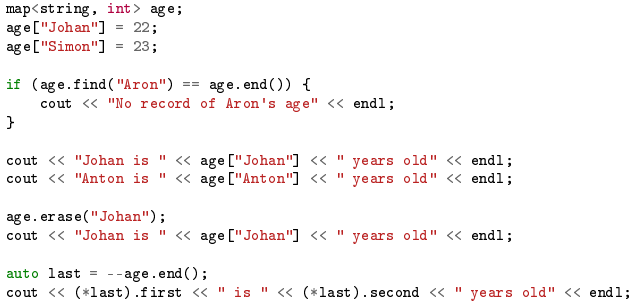 map<string, int> age;
age["Johan"] = 22;
age["Simon"] = 23;

if (age.find("Aron") == age.end()) {
    cout << "No record of Aron's age" << endl;
}

cout << "Johan is " << age["Johan"] << " years old" << endl;
cout << "Anton is " << age["Anton"] << " years old" << endl;

age.erase("Johan");
cout << "Johan is " << age["Johan"] << " years old" << endl;

auto last = --age.end();
cout << (*last).first << " is " << (*last).second << " years old" << endl;